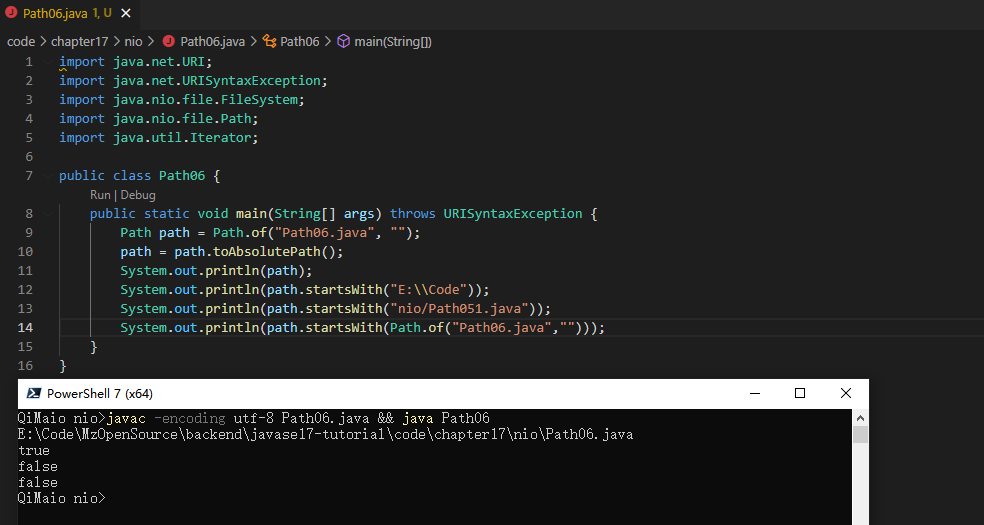 Path06.java 1, U
code > chapter17 > nio > Path06.java > Path06 > main(String[])
1 import java.net.URI;
2 import java.net.URISyntaxException;
3 import java.nio.file.FileSystem;
4 import java.nio.file.Path;
5 import java.util.Iterator;
6
7 public class Path06 {
Run | Debug
8 public static void main(String[] args) throws URISyntaxException {
9 Path path = Path.of("Path06.java", "");
10 path = path.toAbsolutePath();
11 System.out.println(path);
12 System.out.println(path.startsWith("E:\\Code"));
13 System.out.println(path.startsWith("nio/Path051.java"));
14 System.out.println(path.startsWith(Path.of("Path06.java","")));
15 }
16 }
PowerShell 7 (x64)
QiMaio nio>javac -encoding utf-8 Path06.java && java Path06
E:\Code\MzOpenSource\backend\javase17-tutorial\code\chapter17\nio\Path06.java
true
false
false
QiMaio nio>